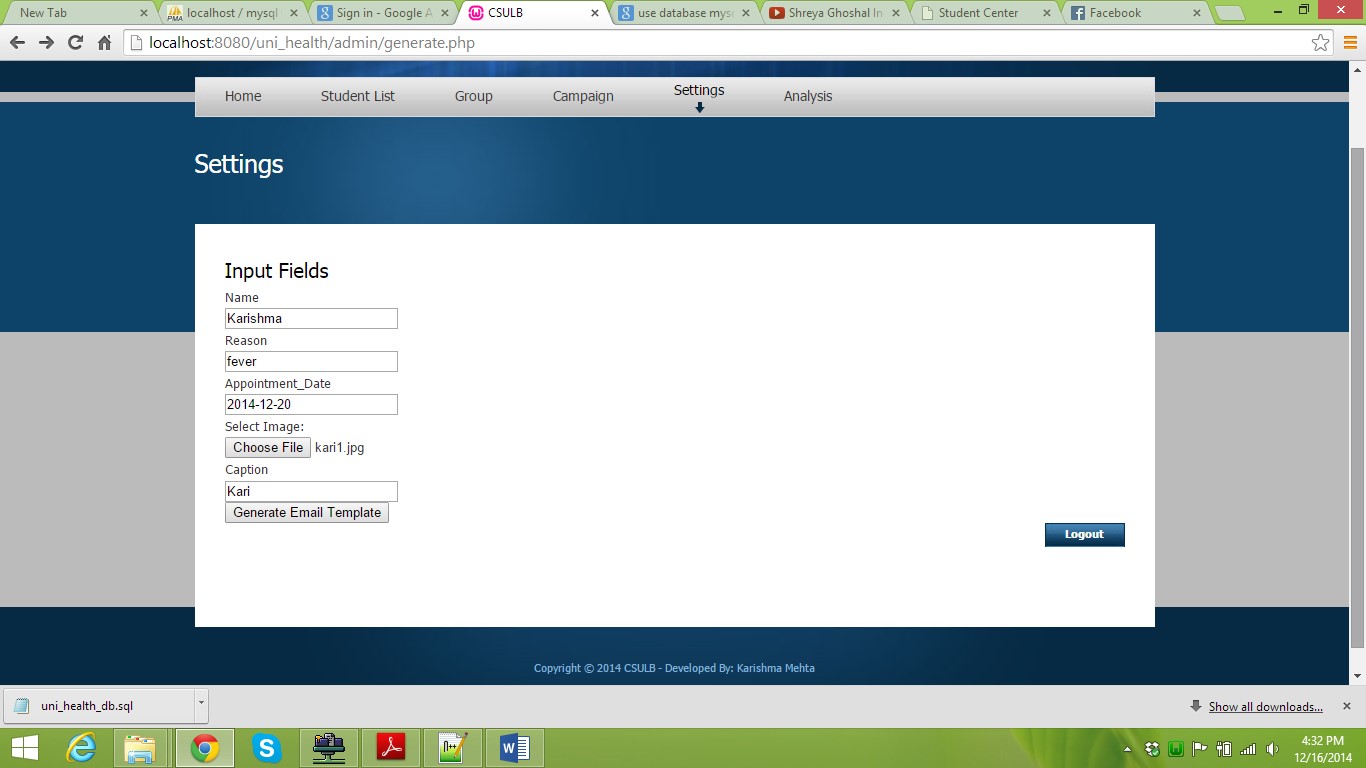 New Tab
localhost / mysql
Sign in - Google A
CSULB
use database mysq
Shreya Ghoshal In
Student Center
Facebook
localhost:8080/uni_health/admin/generate.php
Home
Student List
Group
Campaign
Settings
Analysis
Settings
Input Fields
Name
Karishma
Reason
fever
Appointment_Date
2014-12-20
Select Image:
Choose File kari1.jpg
Caption
Kari
Generate Email Template
Logout
Copyright © 2014 CSULB - Developed By: Karishma Mehta
uni_health_db.sql
Show all downloads...
4:32 PM
12/16/2014